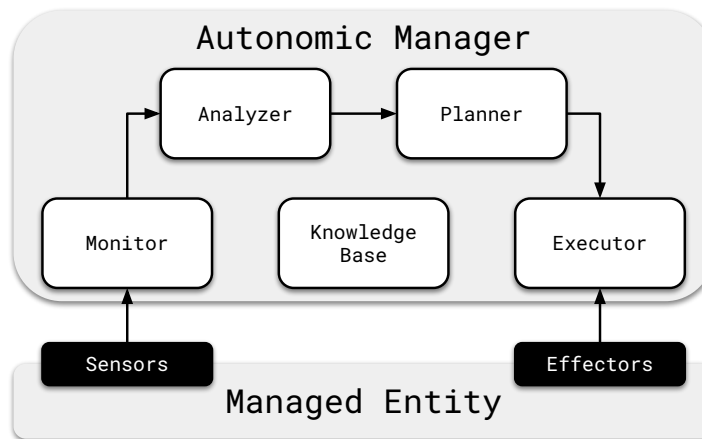 Autonomic Manager
Analyzer
Planner
Monitor
Knowledge
Base
Executor
Sensors
Effectors
Managed Entity